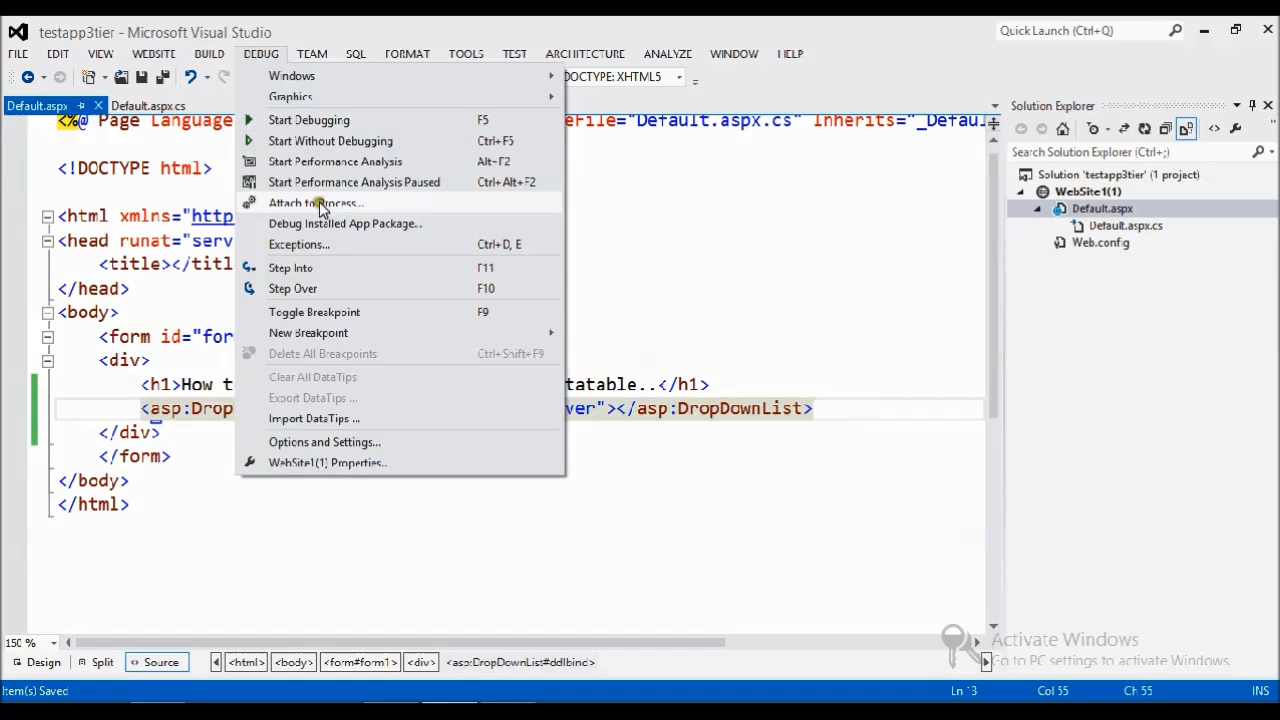 testapp3tier - Microsoft Visual Studio
Quick Launch (Ctrl+Q)
FILE EDIT VIEW WEBSITE BUILD DEBUG TEAM SQL FORMAT TOOLS TEST ARCHITECTURE ANALYZE WINDOW HELP
DOCTYPE: XHTML5
Default.aspx
Default.aspx.cs
Windows
Graphics
Start Debugging F5
Start Without Debugging Ctrl+F5
Start Performance Analysis Alt+F2
Start Performance Analysis Paused Ctrl+Alt+F2
Attach to Process...
Debug Installed App Package...
Exceptions... Ctrl+D, E
Step Into F11
Step Over F10
Toggle Breakpoint F9
New Breakpoint
Delete All Breakpoints Ctrl+Shift+F9
Clear All DataTips
Export DataTips ...
Import DataTips ...
Options and Settings...
WebSite1(1) Properties...
<%@ Page Language eFile="Default.aspx.cs" Inherits="_Defau
<!DOCTYPE html>
<html xmlns="http
<head runat="serv
<title></titl
</head>
<body>
<form id="for
<div>
<h1>How t tatable..</h1>
<asp:Drop ver"></asp:DropDownList>
</div>
</form>
</body>
</html>
Solution Explorer
Search Solution Explorer (Ctrl+;)
Solution 'testapp3tier' (1 project)
WebSite1(1)
Default.aspx
Default.aspx.cs
Web.config
150 %
Activate Windows
Go to PC settings to activate Windows.
Design Split Source <html> <body> <form#form1> <div> <asp:DropDownList#ddlbind>
Item(s) Saved Ln 13 Col 55 Ch 55 INS